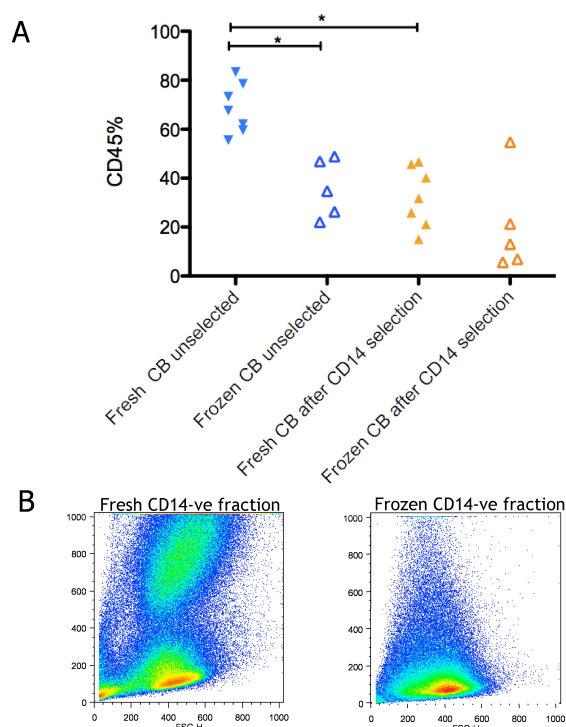 A
*
*
100
80
60
40
20
0
CD45%
Fresh CB unselected
Frozen CB unselected
Fresh CB after CD14 selection
Frozen CB after CD14 selection
B
Fresh CD14-ve fraction
Frozen CD14-ve fraction
1000
800
600
400
200
0
0 200 400 600 800 1000
FSC-H
1000
800
600
400
200
0
0 200 400 600 800 1000
FSC-H